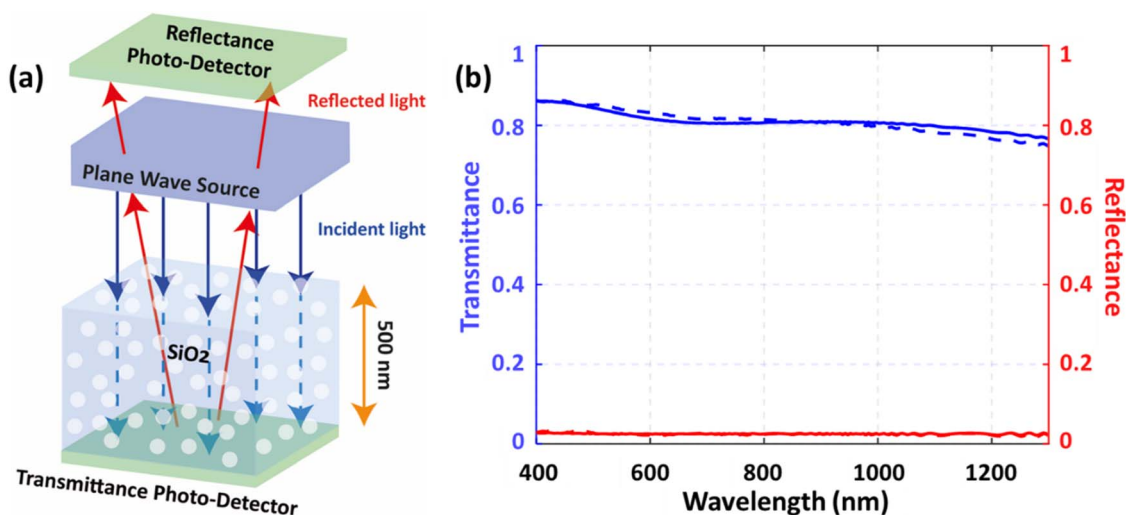 (a)
Reflectance
Photo-Detector
Reflected light
Plane Wave Source
Incident light
SiO2
500 nm
Transmittance Photo-Detector
(b)
Transmittance
1
0.8
0.6
0.4
0.2
0
400
600
800
1000
1200
Wavelength (nm)
1
0.8
0.6
0.4
0.2
0
Reflectance